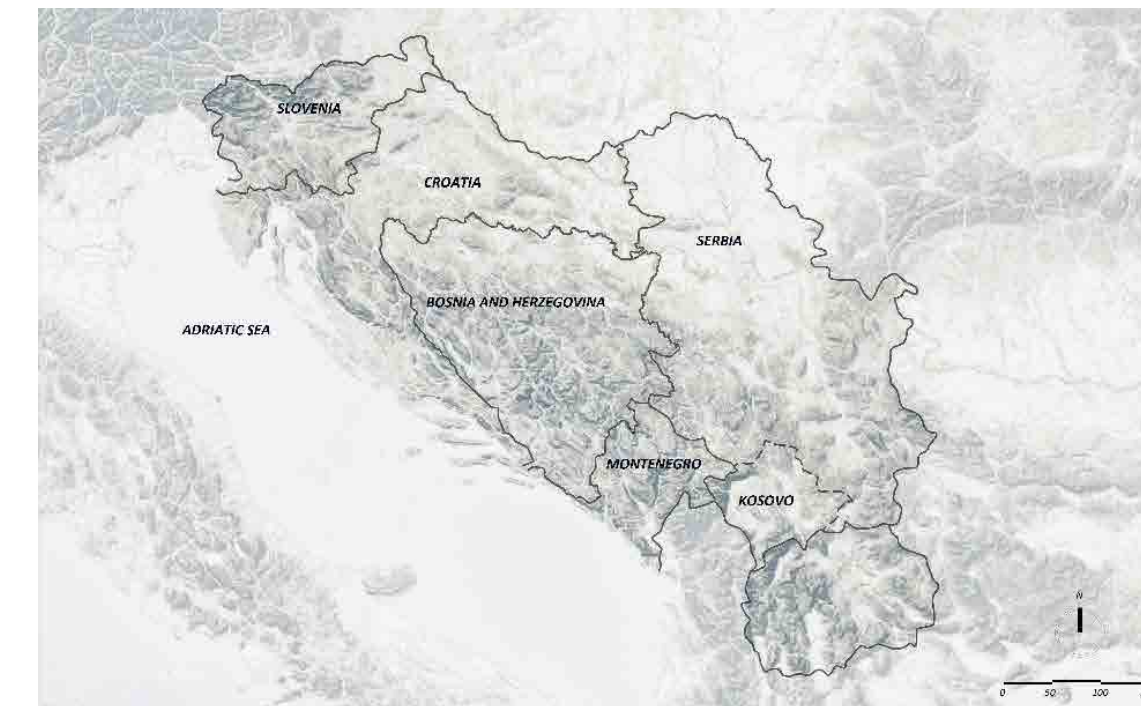 SLOVENIA
CROATIA
SERBIA
BOSNIA AND HERZEGOVINA
ADRIATIC SEA
MONTENEGRO
KOSOVO
N
0 50 100